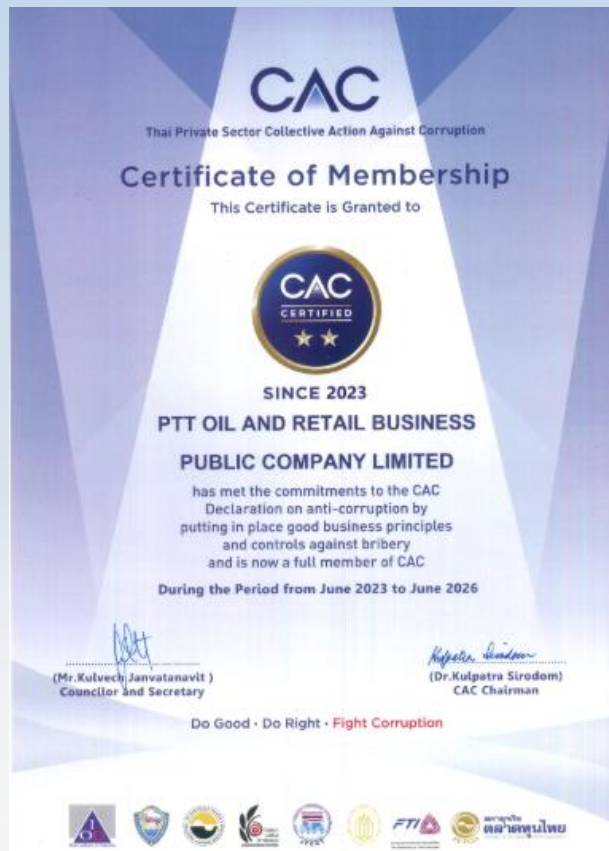 CAC
Thai Private Sector Collective Action Against Corruption
Certificate of Membership
This Certificate is Granted to
CAC
CERTIFIED
SINCE 2023
PTT OIL AND RETAIL BUSINESS
PUBLIC COMPANY LIMITED
has met the commitments to the CAC
Declaration on anti-corruption by
putting in place good business principles
and controls against bribery
and is now a full member of CAC
During the Period from June 2023 to June 2026
(Mr.Kulvech Janvatanavit )
Councilor and Secretary
Kulpatra Sirodom
(Dr.Kulpatra Sirodom)
CAC Chairman
Do Good · Do Right · Fight Corruption
FTI
ตลาดทุนไทย